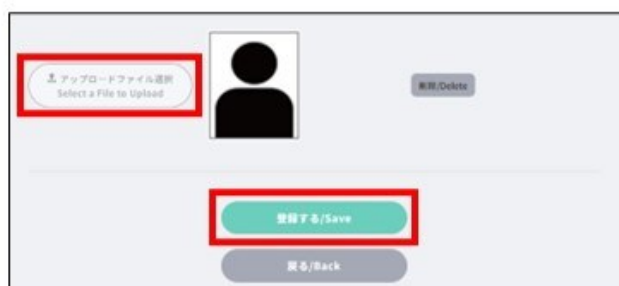 アップロードファイル選択
Select a File to Upload
削除/Delete
登録する/Save
戻る/Back